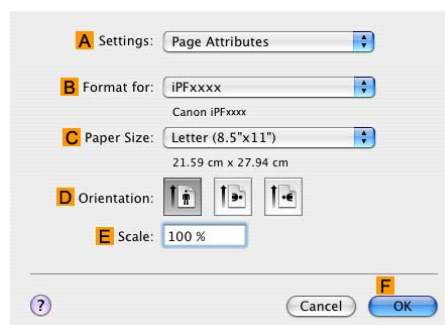 A Settings: Page Attributes
B Format for: iPFxxxx
Canon iPFxxxx
C Paper Size: Letter (8.5"x11")
21.59 cm x 27.94 cm
D Orientation:
E Scale: 100 %
F
? Cancel OK